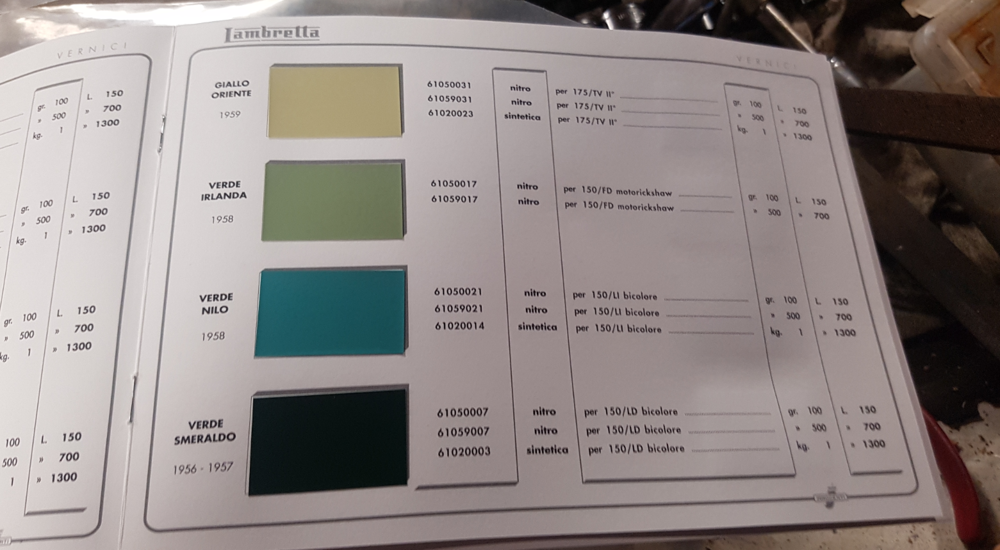 VERNICI
gr. 100 L. 150
» 500 » 700
kg. 1 » 1300
gr. 100 L. 150
» 500 » 700
kg. 1 » 1300
gr. 100 L. 150
» 500 » 700
kg. 1 » 1300
100 L. 150
500 » 700
1 » 1300
Lambretta
VERNICI
GIALLO
ORIENTE
1959
61050031 nitro per 175/TV II° gr. 100 L. 150
61059031 nitro per 175/TV II° » 500 » 700
61020023 sintetica per 175/TV II° kg. 1 » 1300
VERDE
IRLANDA
1958
61050017 nitro per 150/FD motorickshaw gr. 100 L. 150
61059017 nitro per 150/FD motorickshaw » 500 » 700
VERDE
NILO
1958
61050021 nitro per 150/LI bicolore gr. 100 L. 150
61059021 nitro per 150/LI bicolore » 500 » 700
61020014 sintetica per 150/LI bicolore kg. 1 » 1300
VERDE
SMERALDO
1956 - 1957
61050007 nitro per 150/LD bicolore gr. 100 L. 150
61059007 nitro per 150/LD bicolore » 500 » 700
61020003 sintetica per 150/LD bicolore kg. 1 » 1300